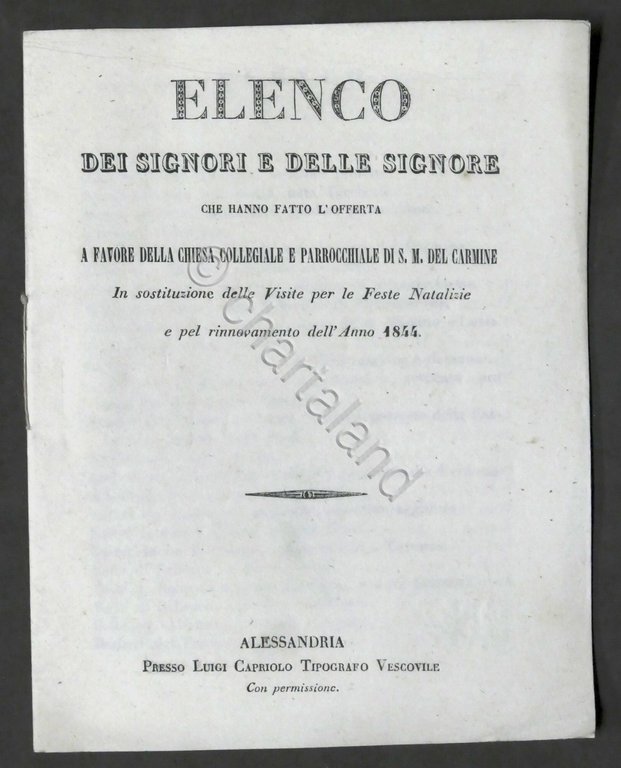 ELENCO
DEI SIGNORI E DELLE SIGNORE
CHE HANNO FATTO L'OFFERTA
A FAVORE DELLA CHIESA COLLEGIALE E PARROCCHIALE DI S. M. DEL CARMINE
In sostituzione delle Visite per le Feste Natalizie
e pel rinnovamento dell'Anno 1844.
© chartaland
ALESSANDRIA
PRESSO LUIGI CAPRIOLO TIPOGRAFO VESCOVILE
Con permissione.